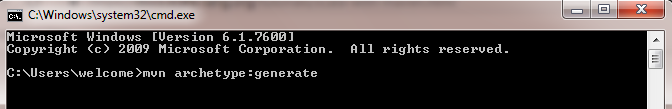 C:\Windows\system32\cmd.exe
Microsoft Windows [Version 6.1.7600]
Copyright (c) 2009 Microsoft Corporation.  All rights reserved.
C:\Users\welcome>mvn archetype:generate